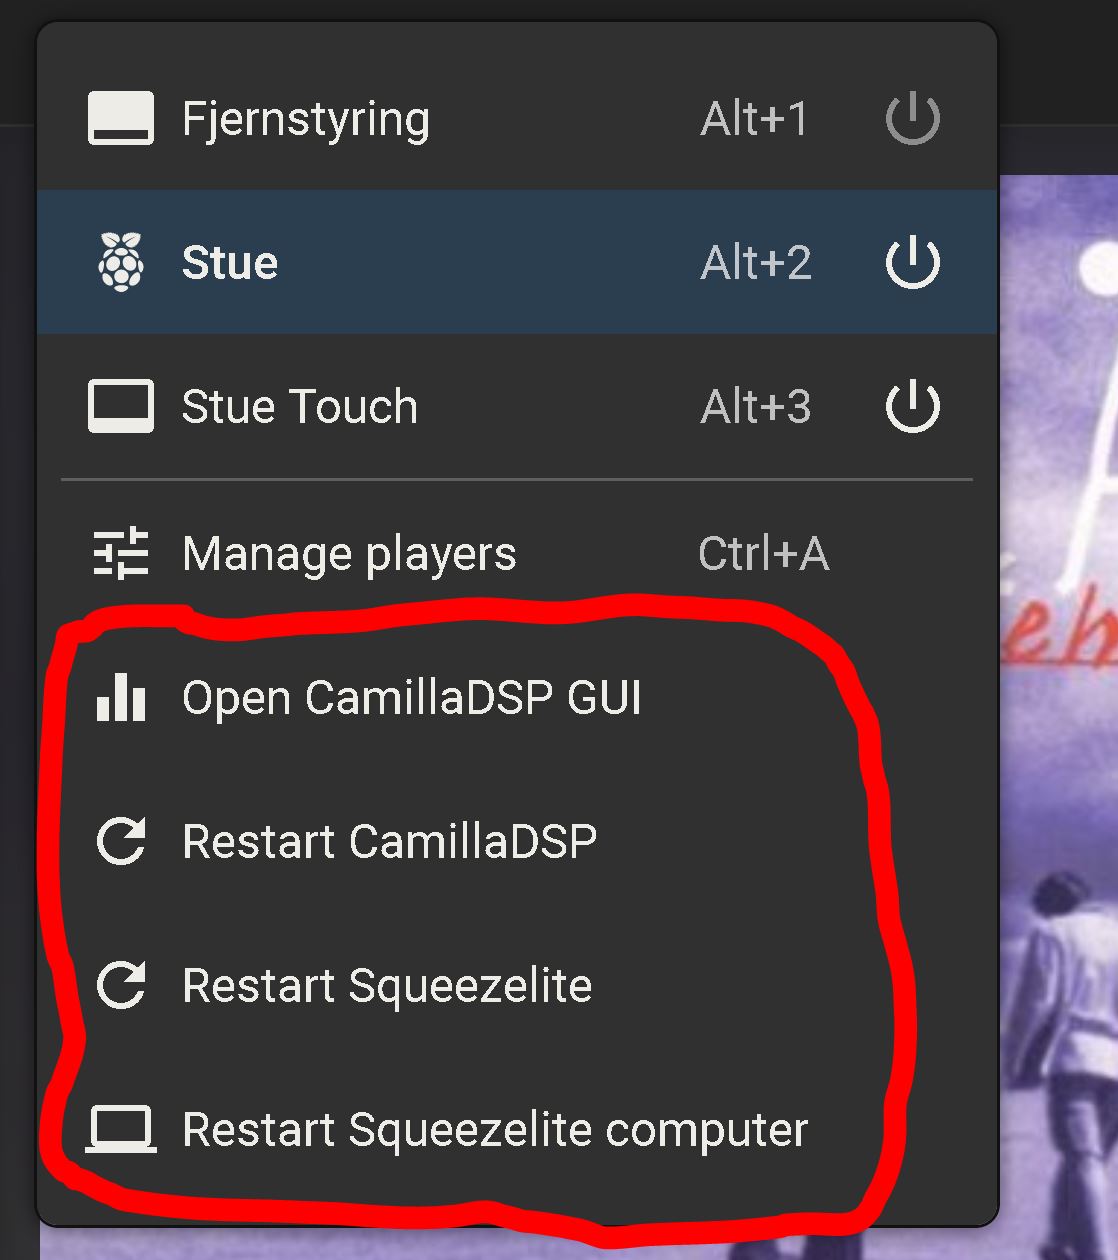 Fjernstyring Alt+1
Stue Alt+2
Stue Touch Alt+3
Manage players Ctrl+A
Open CamillaDSP GUI
Restart CamillaDSP
Restart Squeezelite
Restart Squeezelite computer